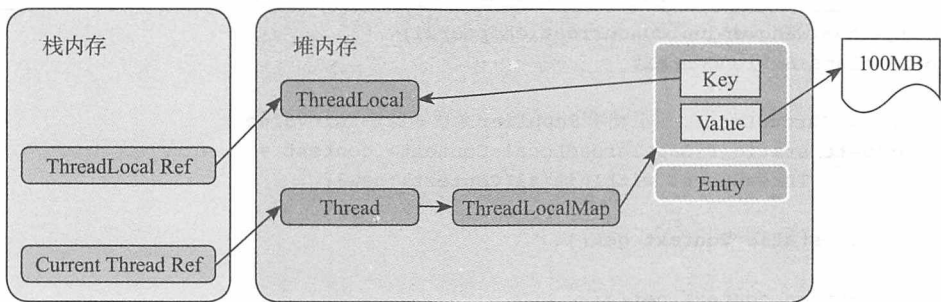 栈内存
ThreadLocal Ref
Current Thread Ref
堆内存
ThreadLocal
Thread
ThreadLocalMap
Key
Value
Entry
100MB